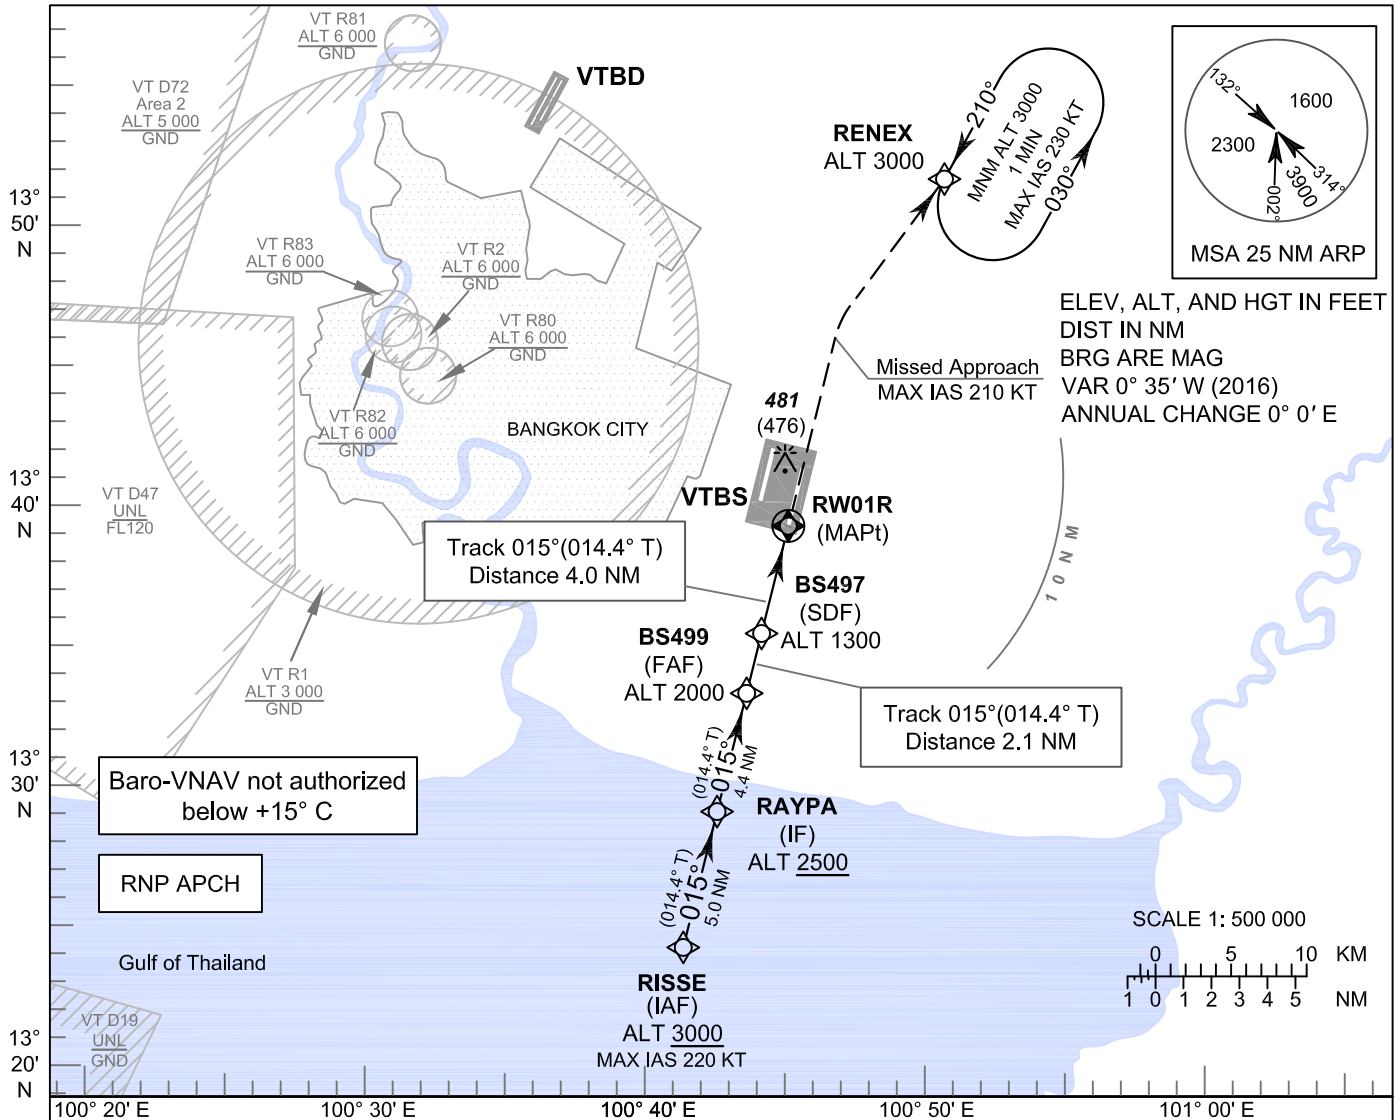 VT R81
ALT 6 000
GND
VT D72
Area 2
ALT 5 000
GND
VTBD
RENEX
ALT 3000
210°
MNM ALT 3000
1 MIN
MAX IAS 230 KT
030°
132°
1600
2300
3900
314°
002°
MSA 25 NM ARP
13°
50'
N
VT R83
ALT 6 000
GND
VT R2
ALT 6 000
GND
VT R80
ALT 6 000
GND
VT R82
ALT 6 000
GND
BANGKOK CITY
ELEV, ALT, AND HGT IN FEET
DIST IN NM
BRG ARE MAG
VAR 0° 35' W (2016)
ANNUAL CHANGE 0° 0' E
Missed Approach
MAX IAS 210 KT
481
(476)
13°
40'
N
VT D47
UNL
FL120
VTBS
RW01R
(MAPt)
Track 015°(014.4° T)
Distance 4.0 NM
10NM
BS497
(SDF)
ALT 1300
BS499
(FAF)
ALT 2000
VT R1
ALT 3 000
GND
Track 015°(014.4° T)
Distance 2.1 NM
13°
30'
N
Baro-VNAV not authorized
below +15° C
(014.4° T)
015°
4.4 NM
RAYPA
(IF)
ALT 2500
RNP APCH
(014.4° T)
015°
5.0 NM
Gulf of Thailand
RISSE
(IAF)
ALT 3000
MAX IAS 220 KT
SCALE 1: 500 000
0 5 10 KM
1 0 1 2 3 4 5 NM
VT D19
UNL
GND
13°
20'
N
100° 20' E
100° 30' E
100° 40' E
100° 50' E
101° 00' E